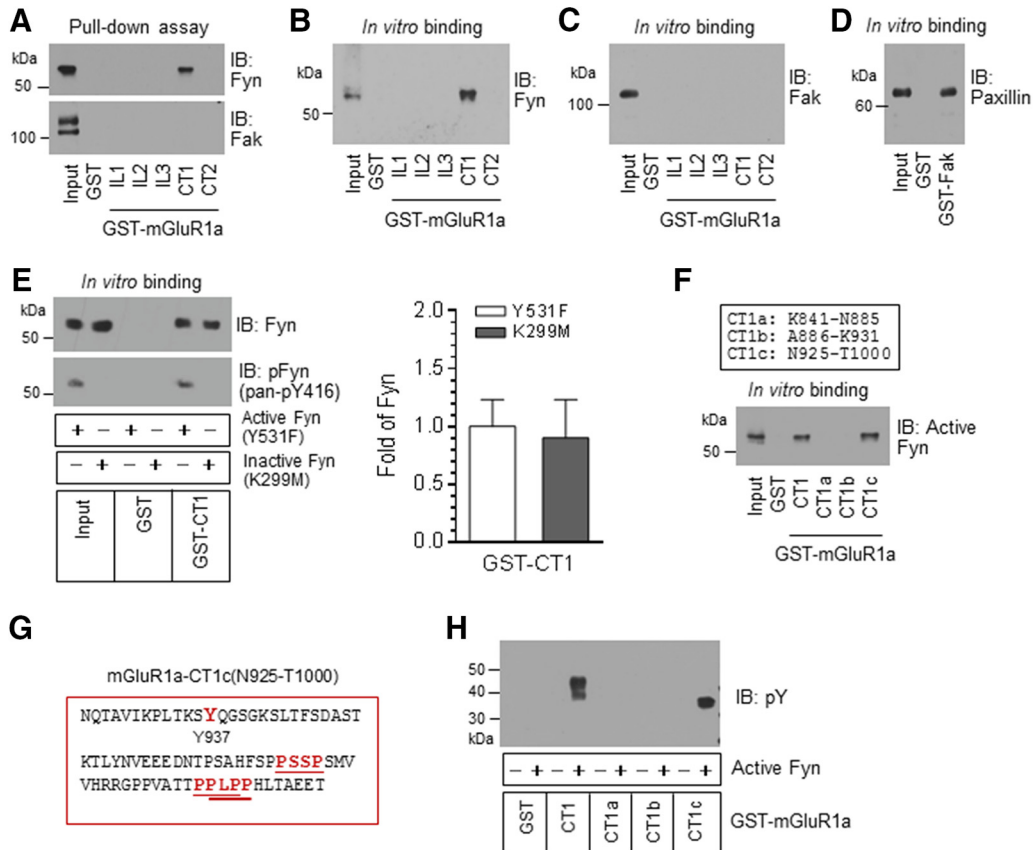 A
Pull-down assay
kDa
50
IB:
Fyn
100
IB:
Fak
Input
GST
IL1
IL2
IL3
CT1
CT2
GST-mGluR1a
B
In vitro binding
kDa
50
IB:
Fyn
Input
GST
IL1
IL2
IL3
CT1
CT2
GST-mGluR1a
C
In vitro binding
kDa
100
IB:
Fak
Input
GST
IL1
IL2
IL3
CT1
CT2
GST-mGluR1a
D
In vitro binding
kDa
60
IB:
Paxillin
Input
GST
GST-Fak
E
In vitro binding
kDa
50
IB: Fyn
50
IB: pFyn
(pan-pY416)
+ – + – + –
Active Fyn
(Y531F)
– + – + – +
Inactive Fyn
(K299M)
Input
GST
GST-CT1
2.0
1.5
1.0
0.5
0.0
Fold of Fyn
Y531F
K299M
GST-CT1
F
CT1a: K841-N885
CT1b: A886-K931
CT1c: N925-T1000
In vitro binding
kDa
50
IB: Active
Fyn
Input
GST
CT1
CT1a
CT1b
CT1c
GST-mGluR1a
G
mGluR1a-CT1c(N925-T1000)
NQTAVIKPLTKSYQGSGKSLTFSDAST
Y937
KTLYNVEEEDNTPSAHFSPPSSPSMV
VHRRGPPVATTPPLPPHLTAEET
H
50
40
30
kDa
IB: pY
– + – + – + – + – +
Active Fyn
GST
CT1
CT1a
CT1b
CT1c
GST-mGluR1a